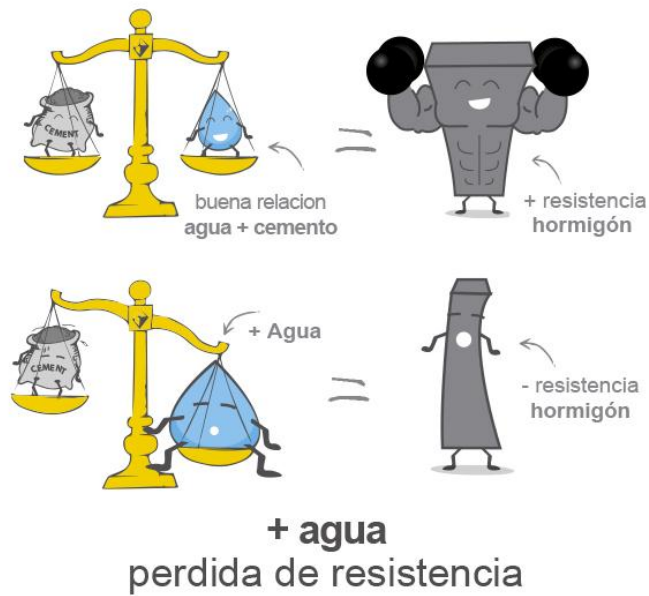 CEMENT
buena relacion
agua + cemento
+ resistencia
hormigón
+ Agua
CEMENT
- resistencia
hormigón
+ agua
perdida de resistencia